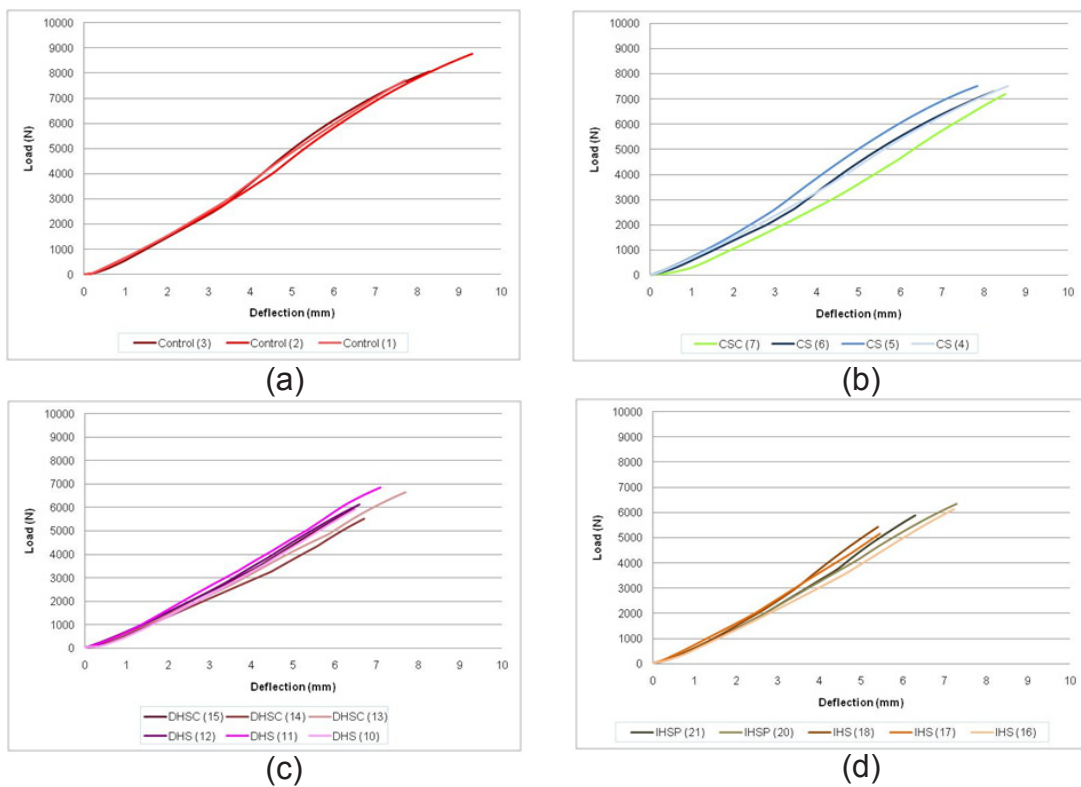 10000
9000
8000
7000
6000
5000
4000
3000
2000
1000
0
Load (N)
0 1 2 3 4 5 6 7 8 9 10
Deflection (mm)
Control (3) Control (2) Control (1)
(a)
10000
9000
8000
7000
6000
5000
4000
3000
2000
1000
0
Load (N)
0 1 2 3 4 5 6 7 8 9 10
Deflection (mm)
CSC (7) CS (6) CS (5) CS (4)
(b)
10000
9000
8000
7000
6000
5000
4000
3000
2000
1000
0
Load (N)
0 1 2 3 4 5 6 7 8 9 10
Deflection (mm)
DHSC (15) DHSC (14) DHSC (13)
DHS (12) DHS (11) DHS (10)
(c)
10000
9000
8000
7000
6000
5000
4000
3000
2000
1000
0
Load (N)
0 1 2 3 4 5 6 7 8 9 10
Deflection (mm)
IHSP (21) IHSP (20) IHS (18) IHS (17) IHS (16)
(d)